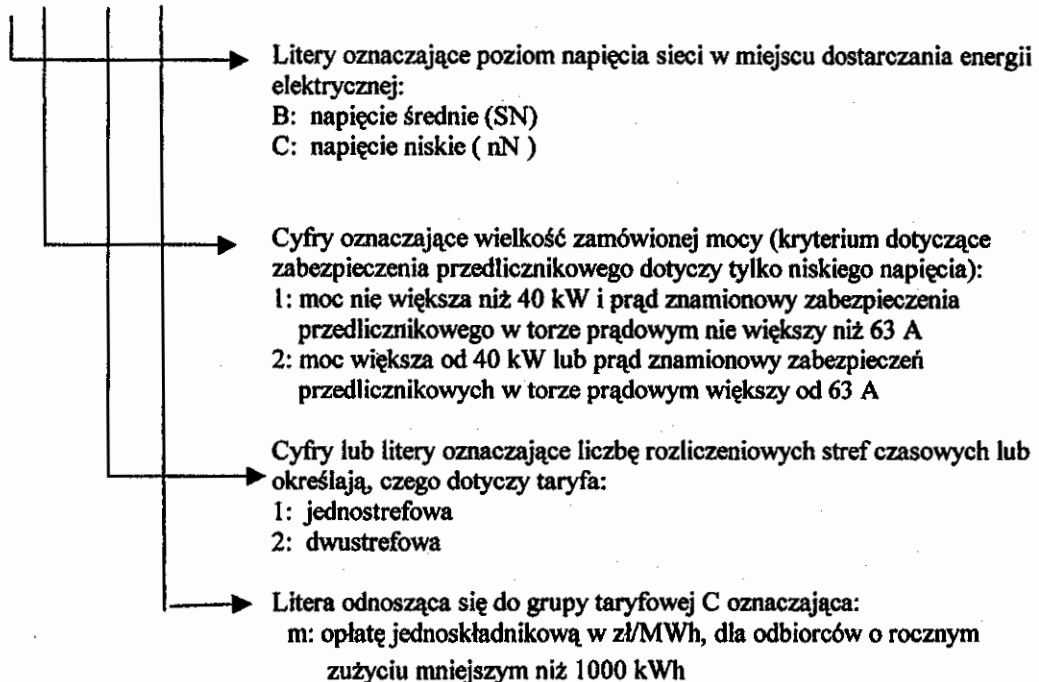 Litery oznaczające poziom napięcia sieci w miejscu dostarczania energii
elektrycznej:
B: napięcie średnie (SN)
C: napięcie niskie ( nN )
Cyfry oznaczające wielkość zamówionej mocy (kryterium dotyczące
zabezpieczenia przedlicznikowego dotyczy tylko niskiego napięcia):
1: moc nie większa niż 40 kW i prąd znamionowy zabezpieczenia
przedlicznikowego w torze prądowym nie większy niż 63 A
2: moc większa od 40 kW lub prąd znamionowy zabezpieczeń
przedlicznikowych w torze prądowym większy od 63 A
Cyfry lub litery oznaczające liczbę rozliczeniowych stref czasowych lub
określają, czego dotyczy taryfa:
1: jednostrefowa
2: dwustrefowa
Litera odnosząca się do grupy taryfowej C oznaczająca:
m: opłatę jednoskładnikową w zł/MWh, dla odbiorców o rocznym
zużyciu mniejszym niż 1000 kWh